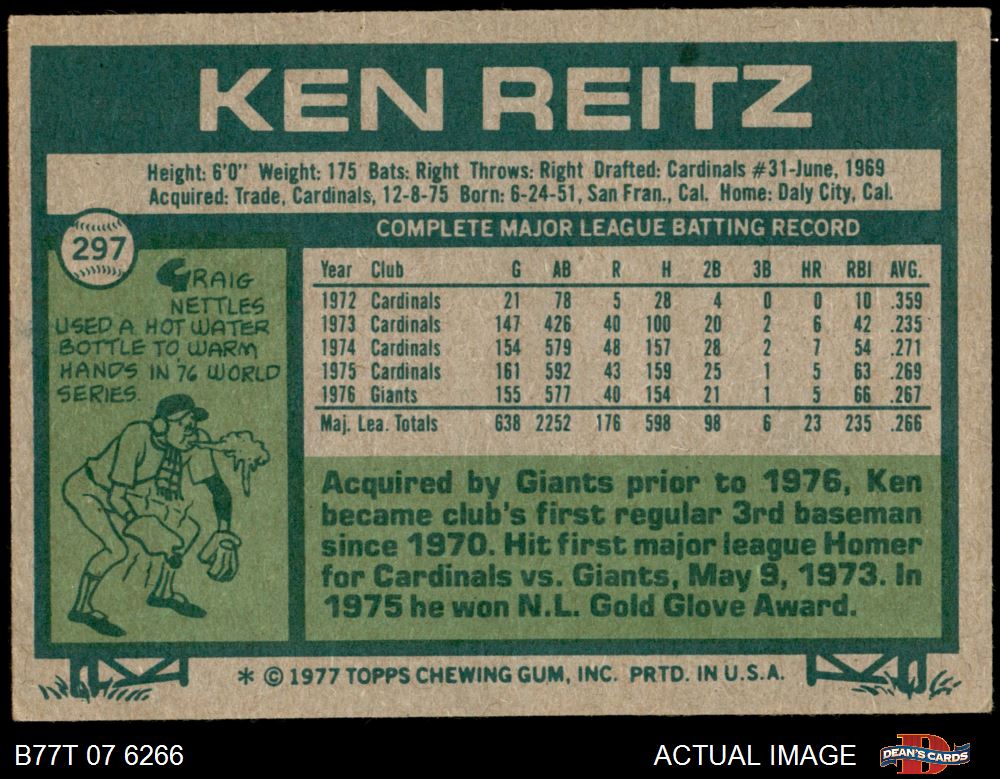 KEN REITZ
Height: 6'0" Weight: 175 Bats: Right Throws: Right Drafted: Cardinals #31-June, 1969
Acquired: Trade, Cardinals, 12-8-75 Born: 6-24-51, San Fran., Cal. Home: Daly City, Cal.
297
GRAIG
NETTLES
USED A HOT WATER
BOTTLE TO WARM
HANDS IN '76 WORLD
SERIES.
COMPLETE MAJOR LEAGUE BATTING RECORD
Year Club G AB R H 2B 3B HR RBI AVG.
1972 Cardinals 21 78 5 28 4 0 0 10 .359
1973 Cardinals 147 426 40 100 20 2 6 42 .235
1974 Cardinals 154 579 48 157 28 2 7 54 .271
1975 Cardinals 161 592 43 159 25 1 5 63 .269
1976 Giants 155 577 40 154 21 1 5 66 .267
Maj. Lea. Totals 638 2252 176 598 98 6 23 235 .266
Acquired by Giants prior to 1976, Ken
became club's first regular 3rd baseman
since 1970. Hit first major league Homer
for Cardinals vs. Giants, May 9, 1973. In
1975 he won N.L. Gold Glove Award.
* © 1977 TOPPS CHEWING GUM, INC. PRTD. IN U.S.A.
B77T 07 6266
ACTUAL IMAGE
DEAN'S CARDS